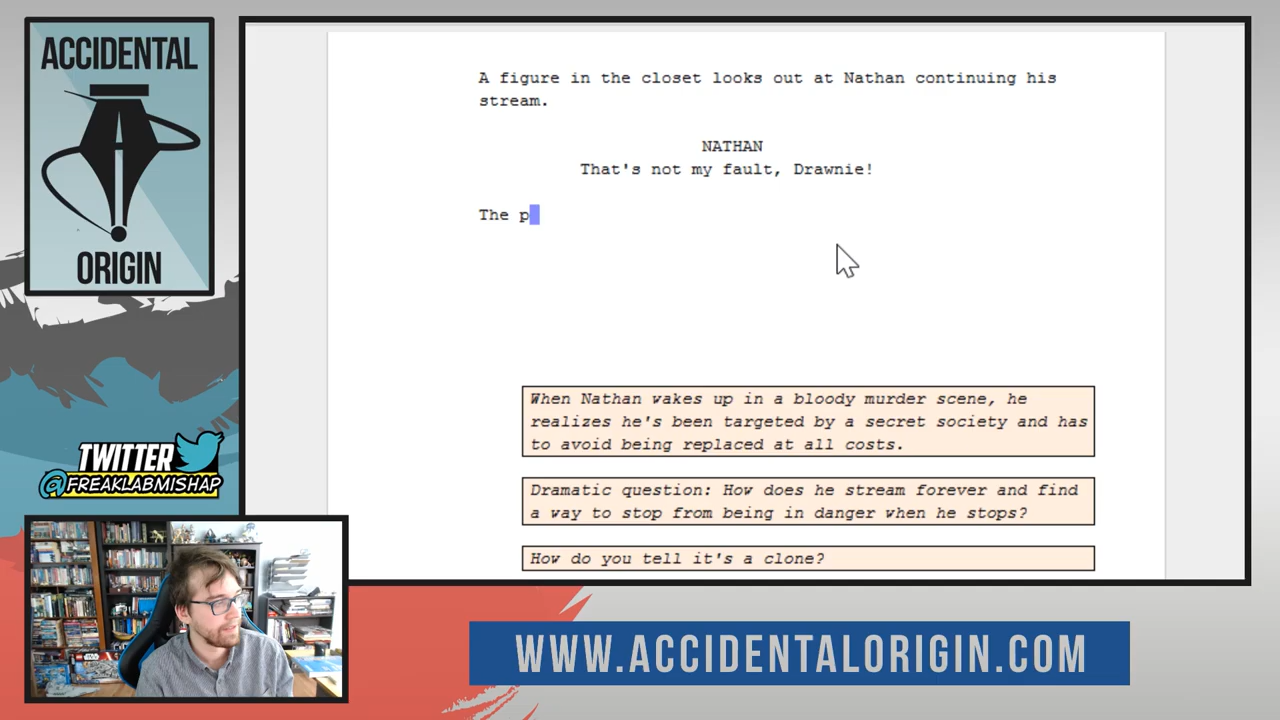 ACCIDENTAL
ORIGIN
A figure in the closet looks out at Nathan continuing his
stream.
NATHAN
That's not my fault, Drawnie!
The p
When Nathan wakes up in a bloody murder scene, he
realizes he's been targeted by a secret society and has
to avoid being replaced at all costs.
Dramatic question: How does he stream forever and find
a way to stop from being in danger when he stops?
How do you tell it's a clone?
TWITTER
@FREAKLABMISHAP
WWW.ACCIDENTALORIGIN.COM